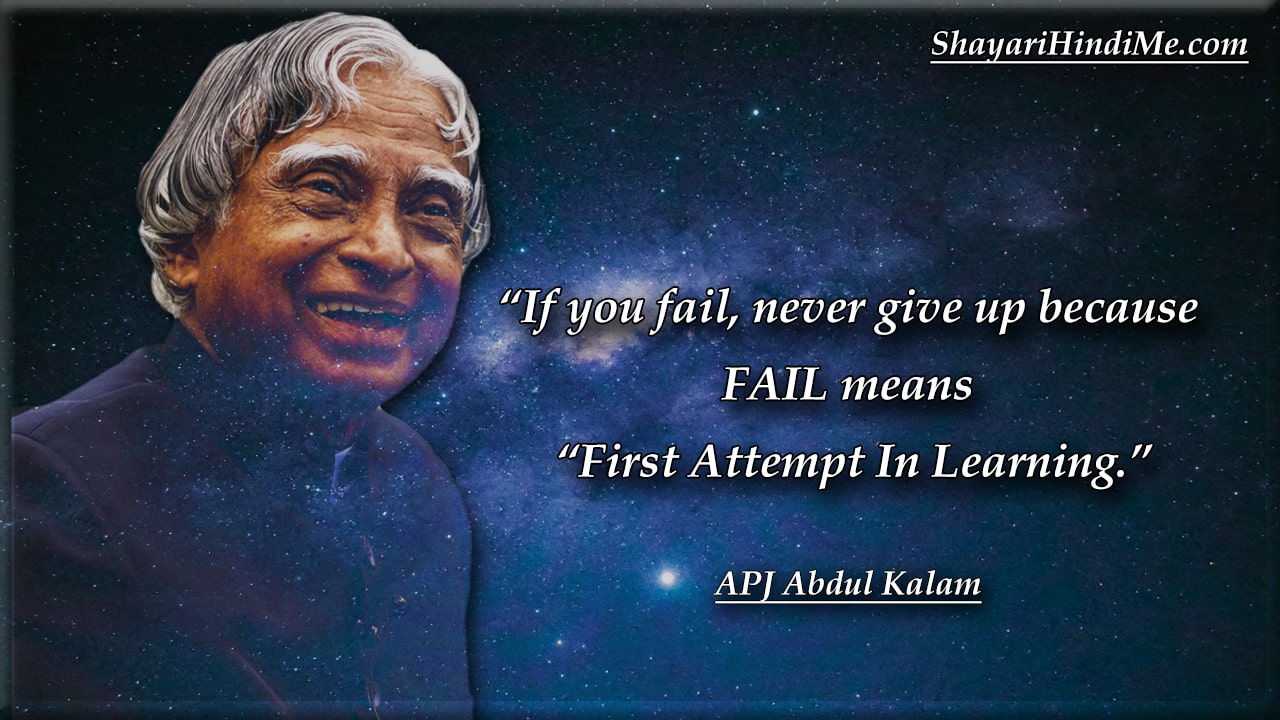 ShayariHindiMe.com
“If you fail, never give up because
FAIL means
“First Attempt In Learning.”
APJ Abdul Kalam